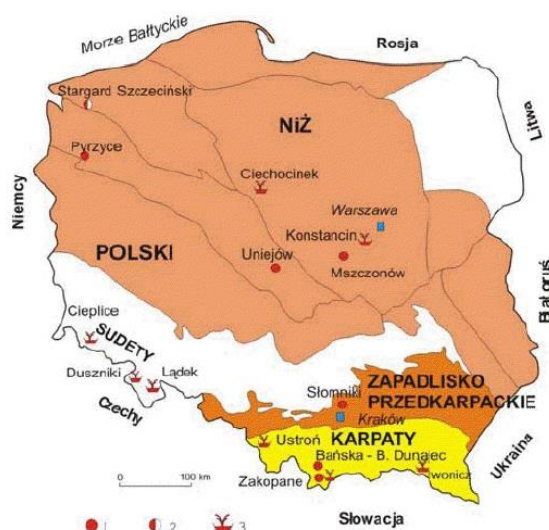 Morze Bałtyckie
Rosja
Stargard Szczeciński
NIŻ
Litwa
Pyrzyce
Ciechocinek
Niemcy
Warszawa
Konstancin
POLSKI
Uniejów
Mszczonów
Białoruś
Cieplice
SUDETY
Duszniki
Lądek
ZAPADLISKO
Słomniki
PRZEDKARPACKIE
Czechy
Kraków
Ustroń
KARPATY
Ukraina
Bańska - B. Dunajec
Iwonicz
0
100 km
Zakopane
Słowacja
1
2
3